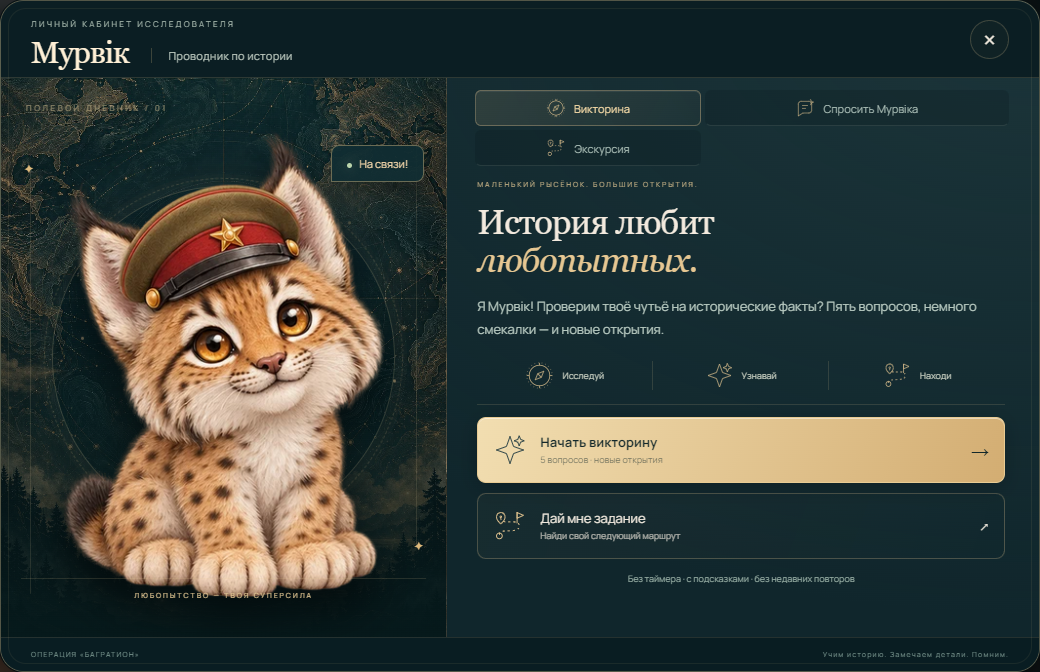 ЛИЧНЫЙ КАБИНЕТ ИССЛЕДОВАТЕЛЯ
Мурвік
Проводник по истории
ПОЛЕВОЙ ДНЕВНИК / 01
На связи!
ЛЮБОПЫТСТВО — ТВОЯ СУПЕРСИЛА
Викторина
Спросить Мурвіка
Экскурсия
МАЛЕНЬКИЙ РЫСЁНОК. БОЛЬШИЕ ОТКРЫТИЯ.
История любит
любопытных.
Я Мурвік! Проверим твоё чутьё на исторические факты? Пять вопросов, немного
смекалки — и новые открытия.
Исследуй
Узнавай
Находи
Начать викторину
5 вопросов · новые открытия
Дай мне задание
Найди свой следующий маршрут
Без таймера · с подсказками · без недавних повторов
ОПЕРАЦИЯ «БАГРАТИОН»
Учим историю. Замечаем детали. Помним.